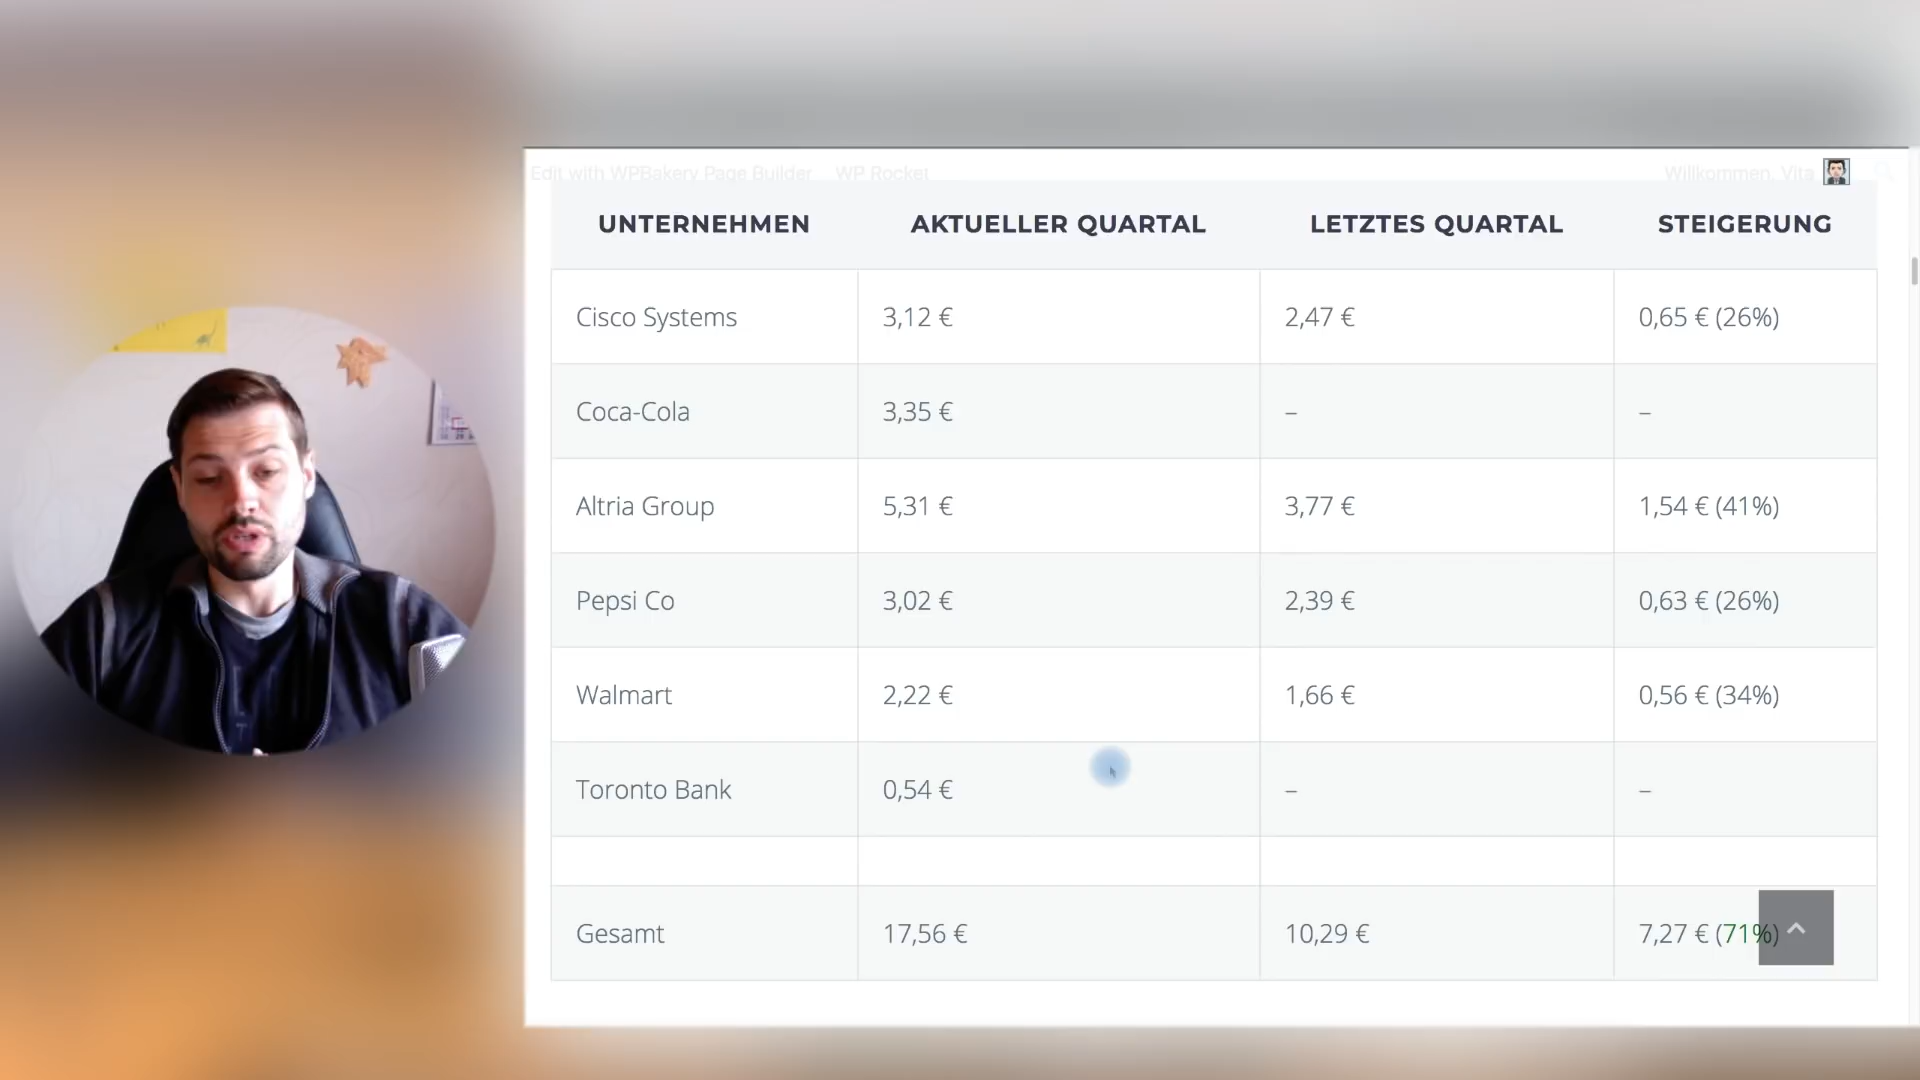 Edit with WPBakery Page Builder WP Rocket Willkommen, Vita
UNTERNEHMEN AKTUELLER QUARTAL LETZTES QUARTAL STEIGERUNG
Cisco Systems 3,12 € 2,47 € 0,65 € (26%)
Coca-Cola 3,35 € – –
Altria Group 5,31 € 3,77 € 1,54 € (41%)
Pepsi Co 3,02 € 2,39 € 0,63 € (26%)
Walmart 2,22 € 1,66 € 0,56 € (34%)
Toronto Bank 0,54 € – –
Gesamt 17,56 € 10,29 € 7,27 € (71%)